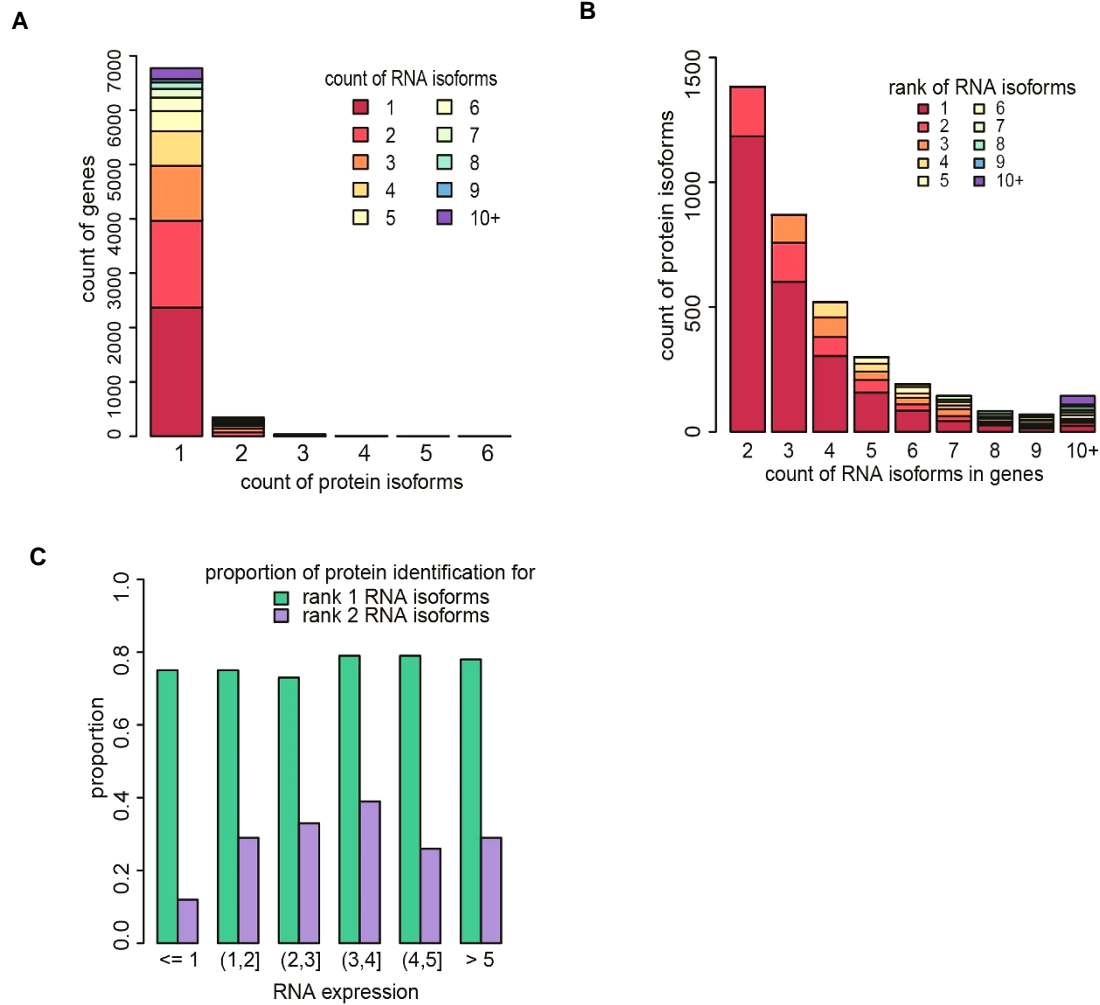 A
count of genes
0
1000
2000
3000
4000
5000
6000
7000
count of RNA isoforms
1 6
2 7
3 8
4 9
5 10+
1 2 3 4 5 6
count of protein isoforms
B
count of protein isoforms
0
500
1000
1500
rank of RNA isoforms
1 6
2 7
3 8
4 9
5 10+
2 3 4 5 6 7 8 9 10+
count of RNA isoforms in genes
C
proportion of protein identification for
rank 1 RNA isoforms
rank 2 RNA isoforms
proportion
0.0
0.2
0.4
0.6
0.8
1.0
<= 1 (1,2] (2,3] (3,4] (4,5] > 5
RNA expression